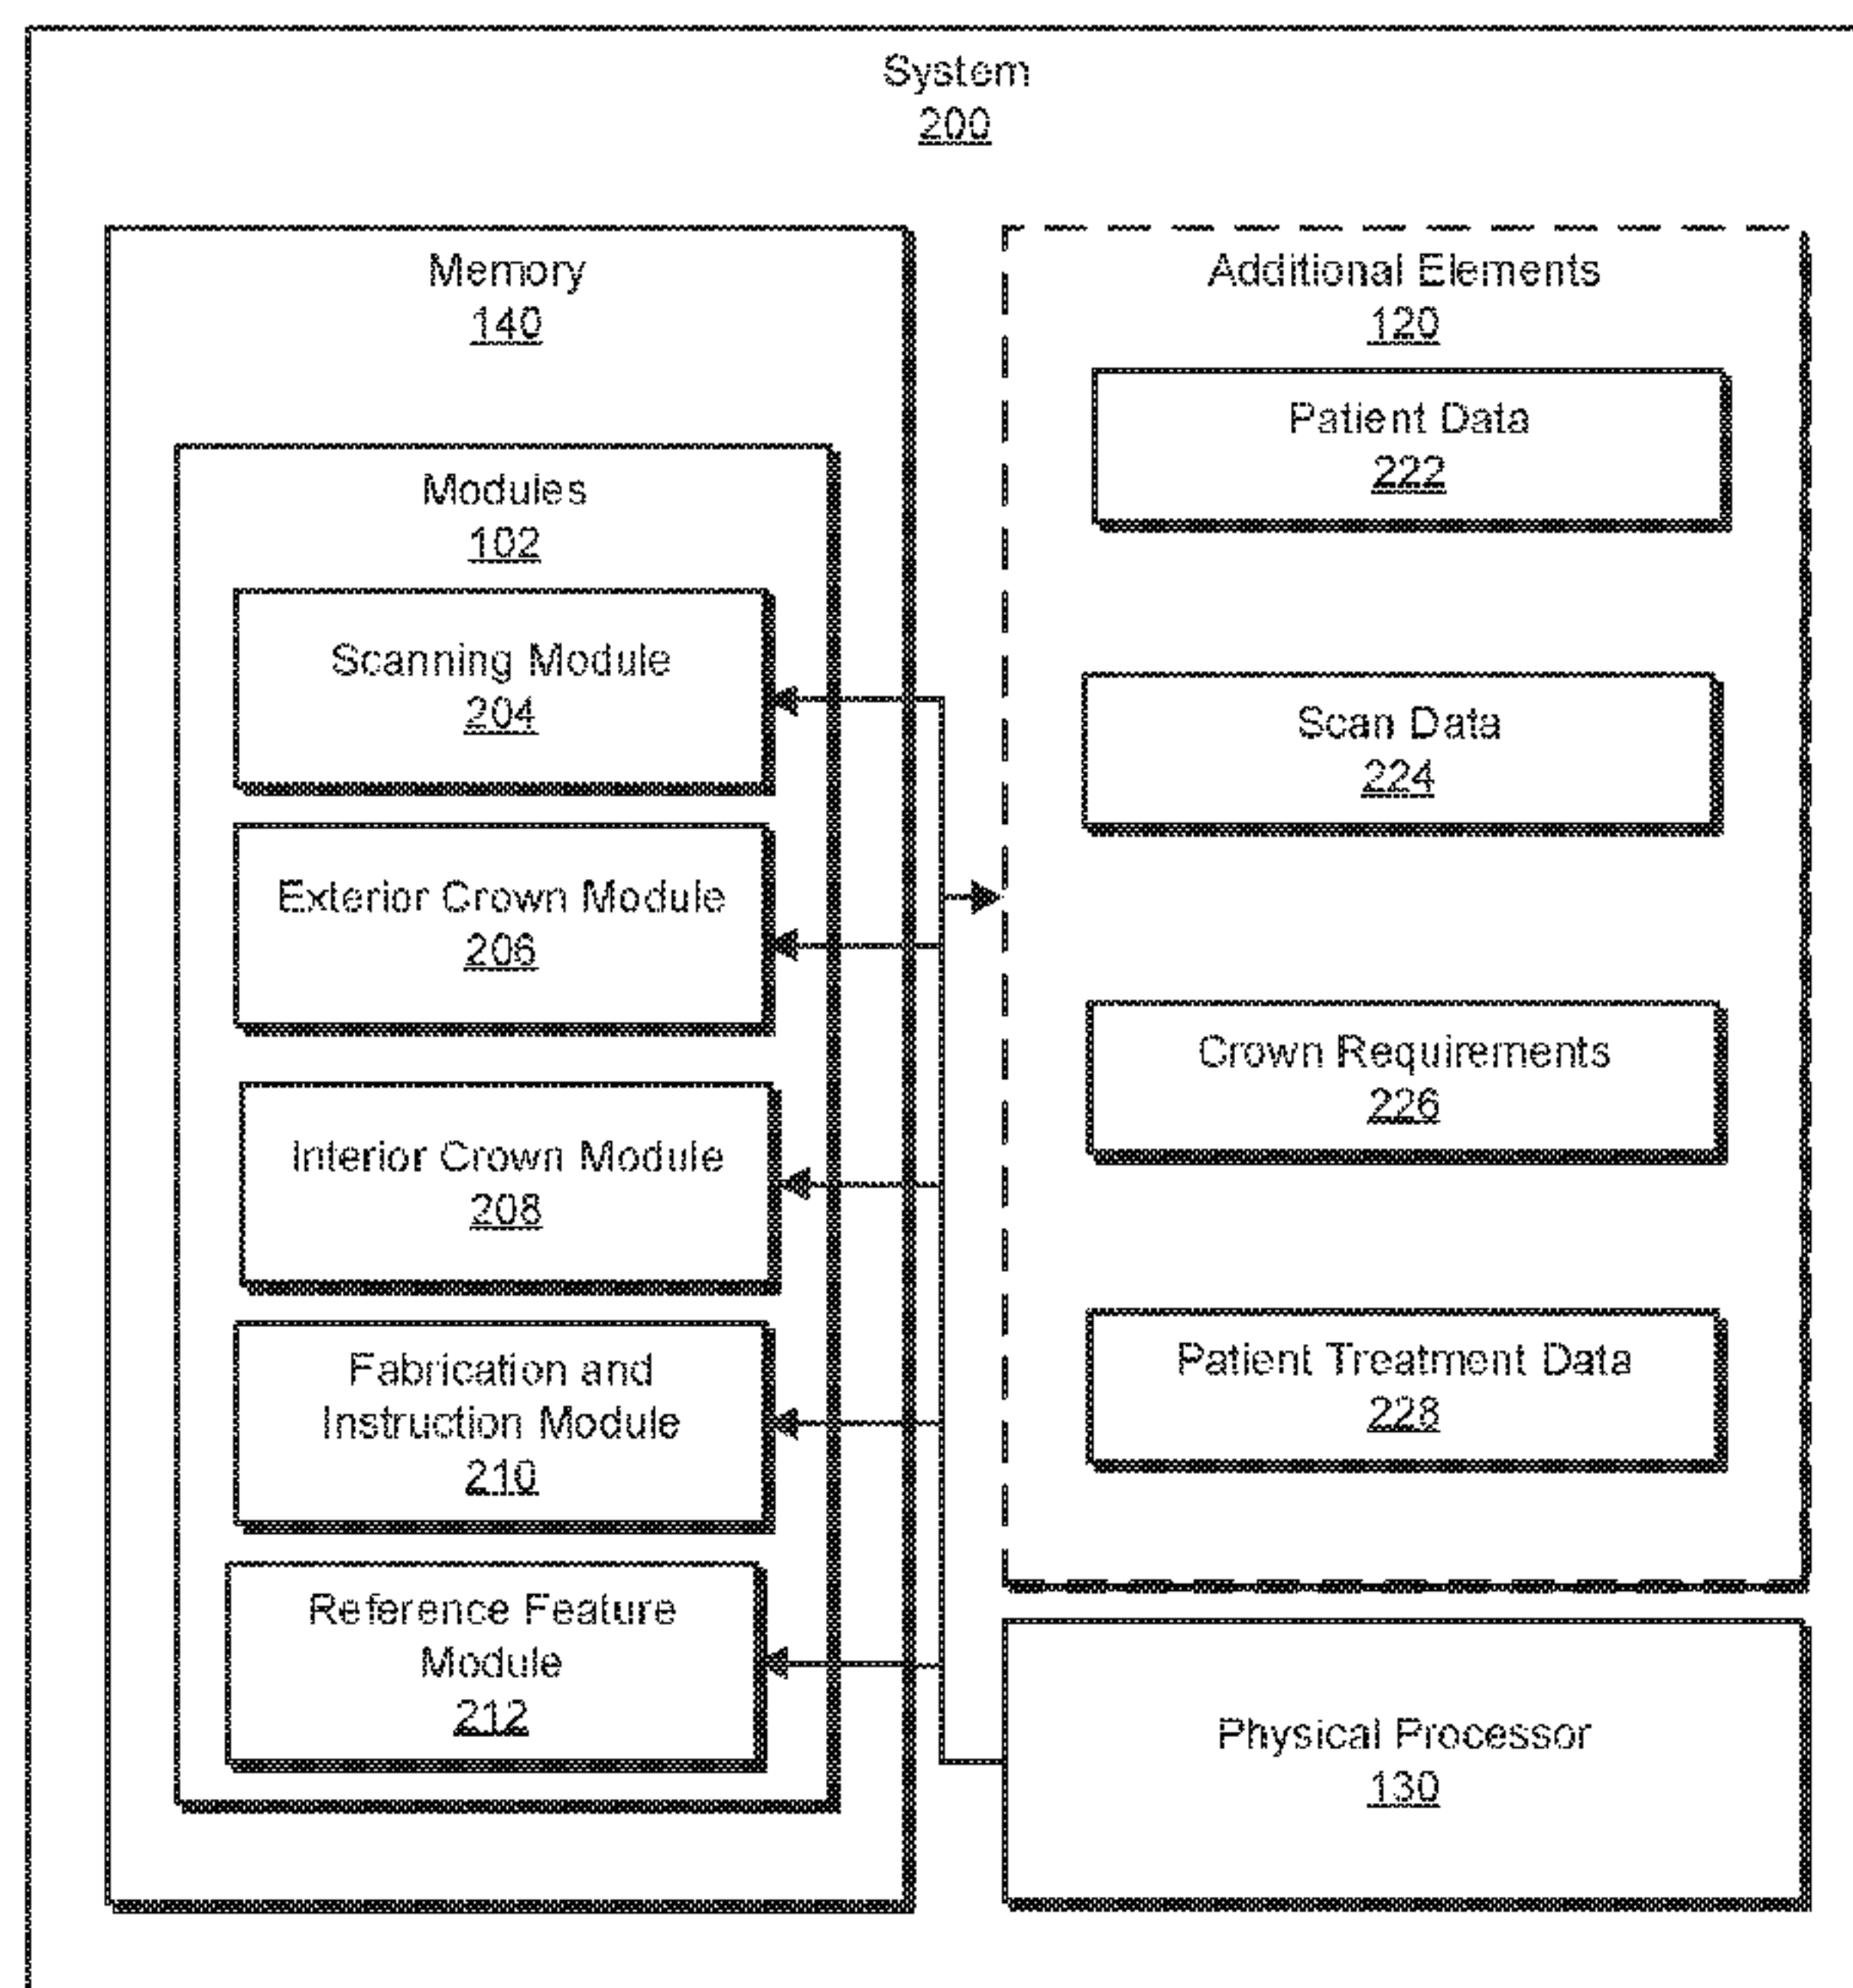 System
200
Memory
140
Modules
102
Scanning Module
204
Exterior Crown Module
206
Interior Crown Module
208
Fabrication and
Instruction Module
210
Reference Feature
Module
212
Additional Elements
120
Patient Data
222
Scan Data
224
Crown Requirements
226
Patient Treatment Data
228
Physical Processor
130